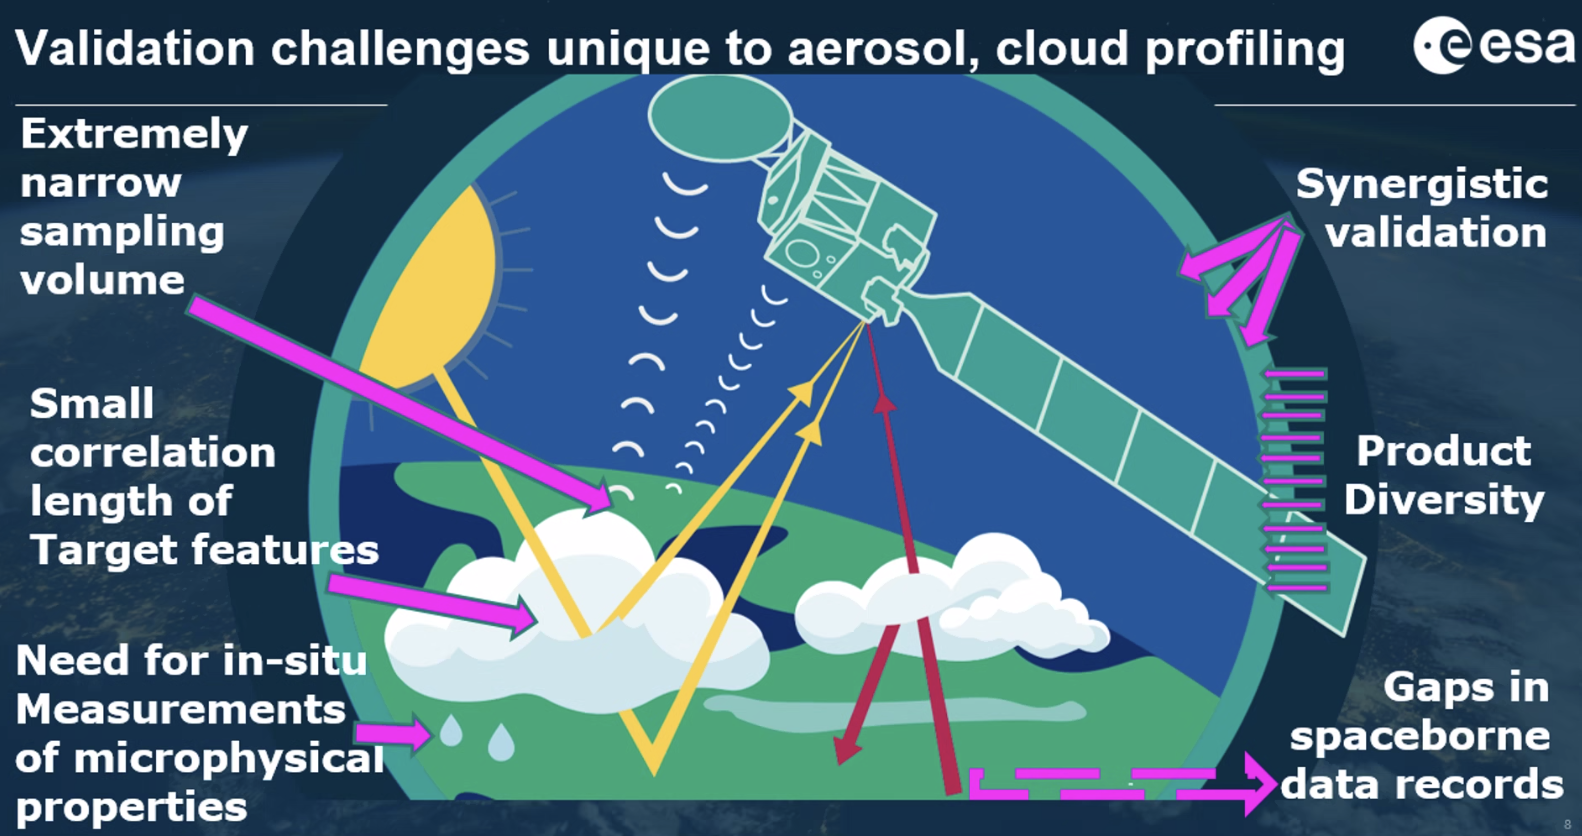 Validation challenges unique to aerosol, cloud profiling
esa
Extremely
narrow
sampling
volume
Small
correlation
length of
Target features
Need for in-situ
Measurements
of microphysical
properties
Synergistic
validation
Product
Diversity
Gaps in
spaceborne
data records
8